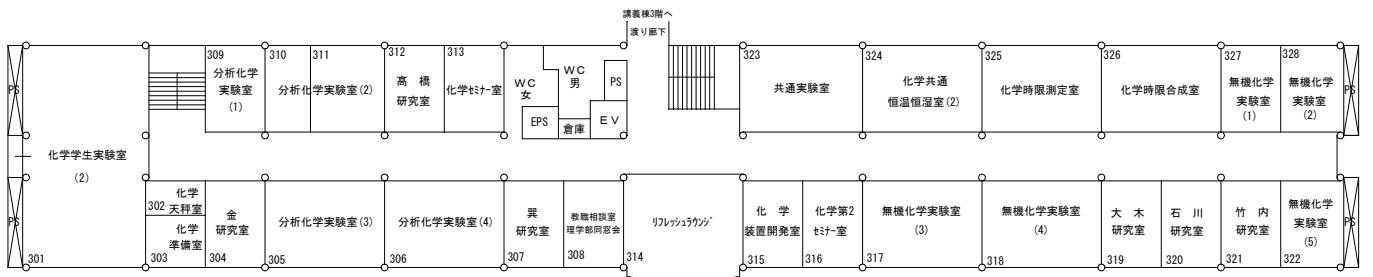 講義棟3階へ
渡り廊下
309
分析化学
実験室
(1)
310
311
分析化学実験室(2)
312
髙 橋
研究室
313
化学ｾﾐﾅｰ室
WC
女
WC
男
PS
EPS
倉庫
EV
323
共通実験室
324
化学共通
恒温恒湿室(2)
325
化学時限測定室
326
化学時限合成室
327
無機化学
実験室
(1)
328
無機化学
実験室
(2)
PS
PS
化学学生実験室
(2)
PS
301
302
化学
天秤室
化学
準備室
303
金
研究室
304
分析化学実験室(3)
305
分析化学実験室(4)
306
巽
研究室
307
教職相談室
理学部同窓会
308
ﾘﾌﾚｯｼｭﾗｳﾝｼﾞ
314
化 学
装置開発室
315
化学第2
ｾﾐﾅｰ室
316
無機化学実験室
(3)
317
無機化学実験室
(4)
318
大 木
研究室
319
石 川
研究室
320
竹 内
研究室
321
無機化学
実験室
(5)
322
PS